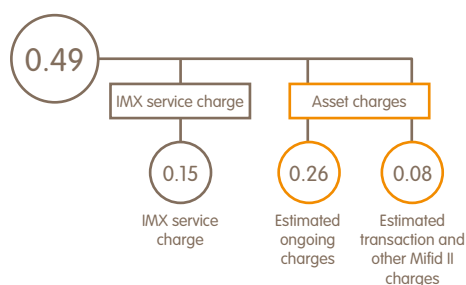 0.49
IMX service charge
Asset charges
0.15
0.26
0.08
IMX service
charge
Estimated
ongoing
charges
Estimated
transaction and
other Mifid II
charges